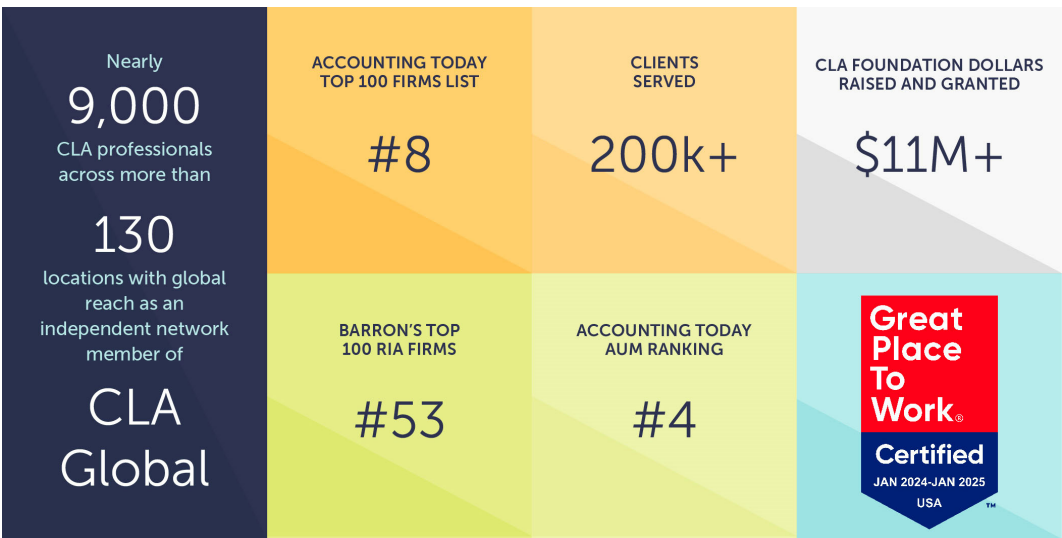 Nearly
9,000
CLA professionals
across more than
130
locations with global
reach as an
independent network
member of
CLA
Global
ACCOUNTING TODAY
TOP 100 FIRMS LIST
#8
CLIENTS
SERVED
200k+
CLA FOUNDATION DOLLARS
RAISED AND GRANTED
$11M+
BARRON’S TOP
100 RIA FIRMS
#53
ACCOUNTING TODAY
AUM RANKING
#4
Great
Place
To
Work®
Certified
JAN 2024-JAN 2025
USA
™